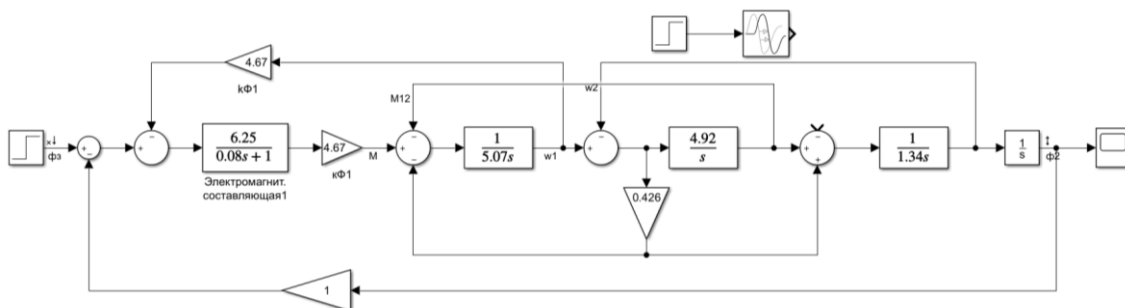 4.67
kФ1
M12
w2
фз
6.25
0.08s + 1
Электромагнит.
составляющая1
4.67
кФ1
M
1
5.07s
w1
4.92
s
1
1.34s
1
s
ф2
0.426
1